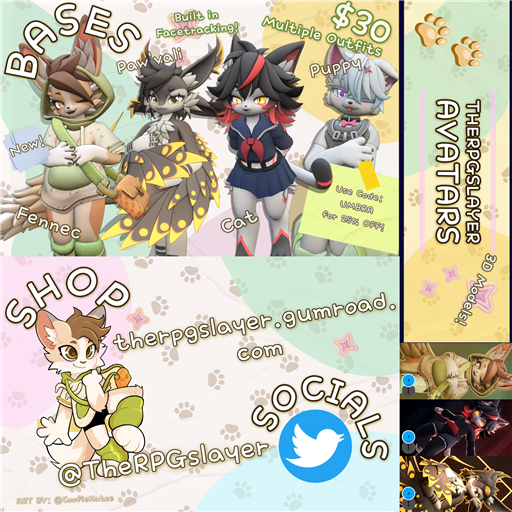 BASES
Built in
Facetracking!
$30
Multiple Outfits
Paw'vali
Puppy
New!
Fennec
Cat
Use Code:
UMBRA
for 25% OFF!
THERPGSLAYER
AVATARS
3D Models!
SHOP
therpgslayer.gumroad.
com
SOCIALS
@TheRPGslayer